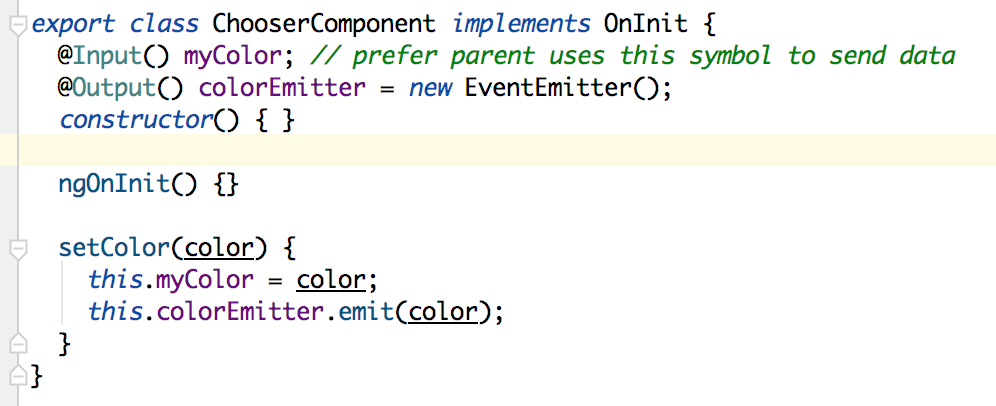 export class ChooserComponent implements OnInit {
@Input() myColor; // prefer parent uses this symbol to send data
@Output() colorEmitter = new EventEmitter();
constructor() { }
ngOnInit() {}
setColor(color) {
this.myColor = color;
this.colorEmitter.emit(color);
}
}